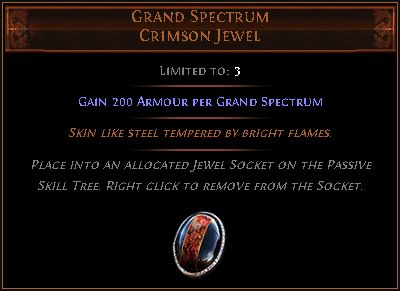 Grand Spectrum
Crimson Jewel
Limited to: 3
Gain 200 Armour per Grand Spectrum
Skin like steel tempered by bright flames.
Place into an allocated Jewel Socket on the Passive
Skill Tree. Right click to remove from the Socket.